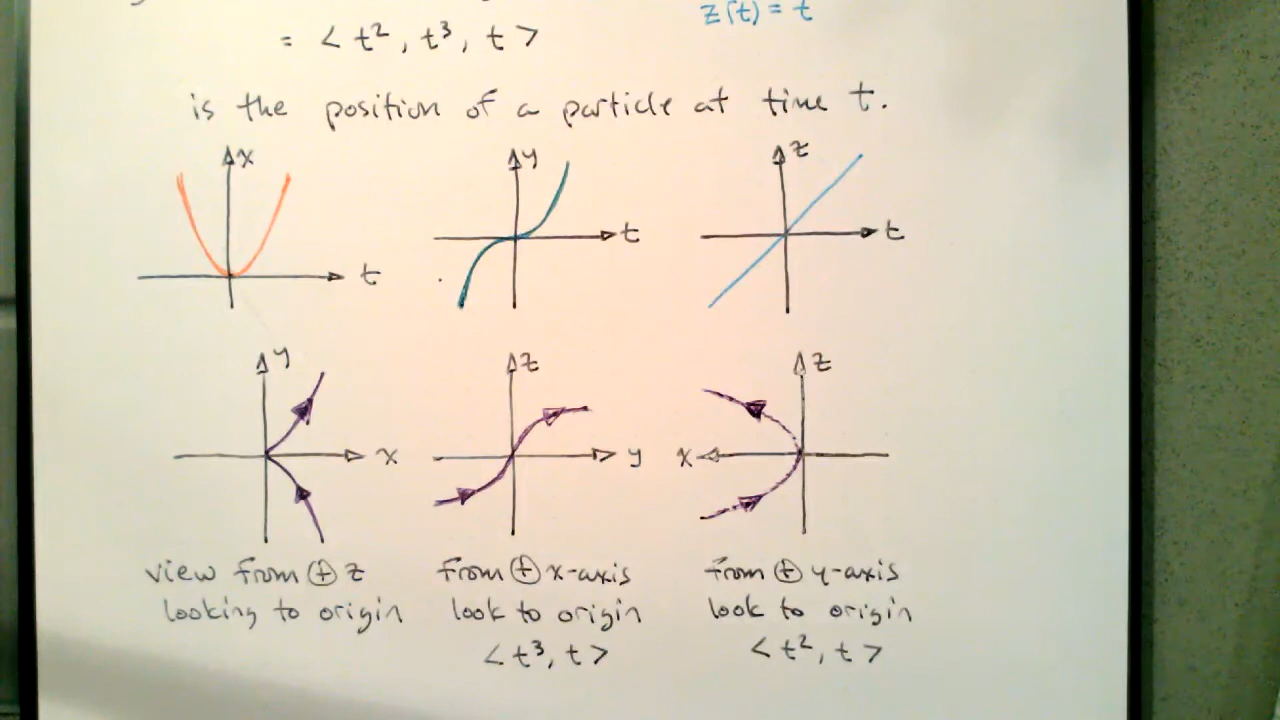 z(t) = t
= < t², t³, t >
is the position of a particle at time t.
x
t
y
t
z
t
y
x
z
y
z
x
view from ⊕ z
looking to origin
from ⊕ x-axis
look to origin
< t³, t >
from ⊕ y-axis
look to origin
< t², t >